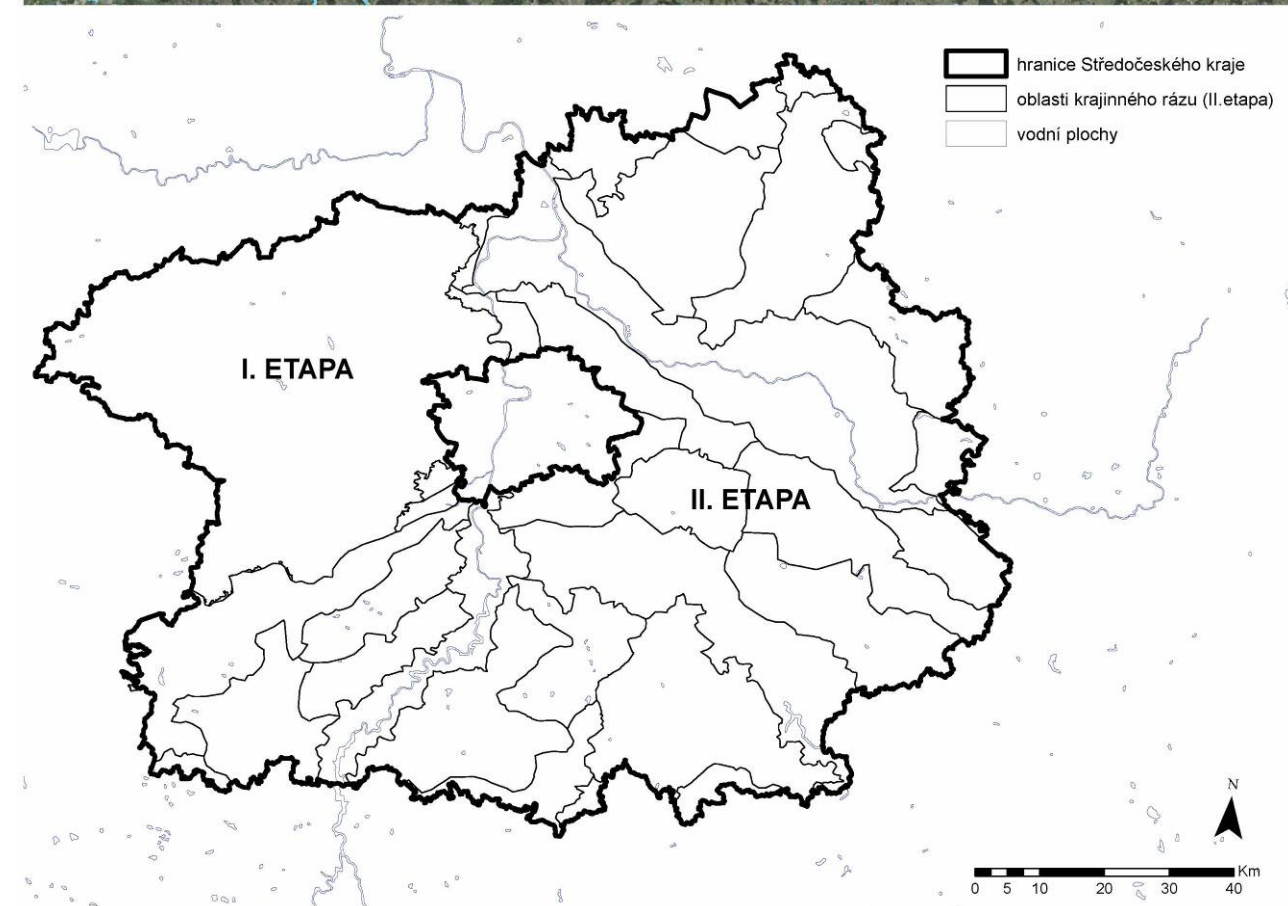 hranice Středočeského kraje
oblasti krajinného rázu (II.etapa)
vodní plochy
I. ETAPA
II. ETAPA
N
Km
0 5 10 20 30 40